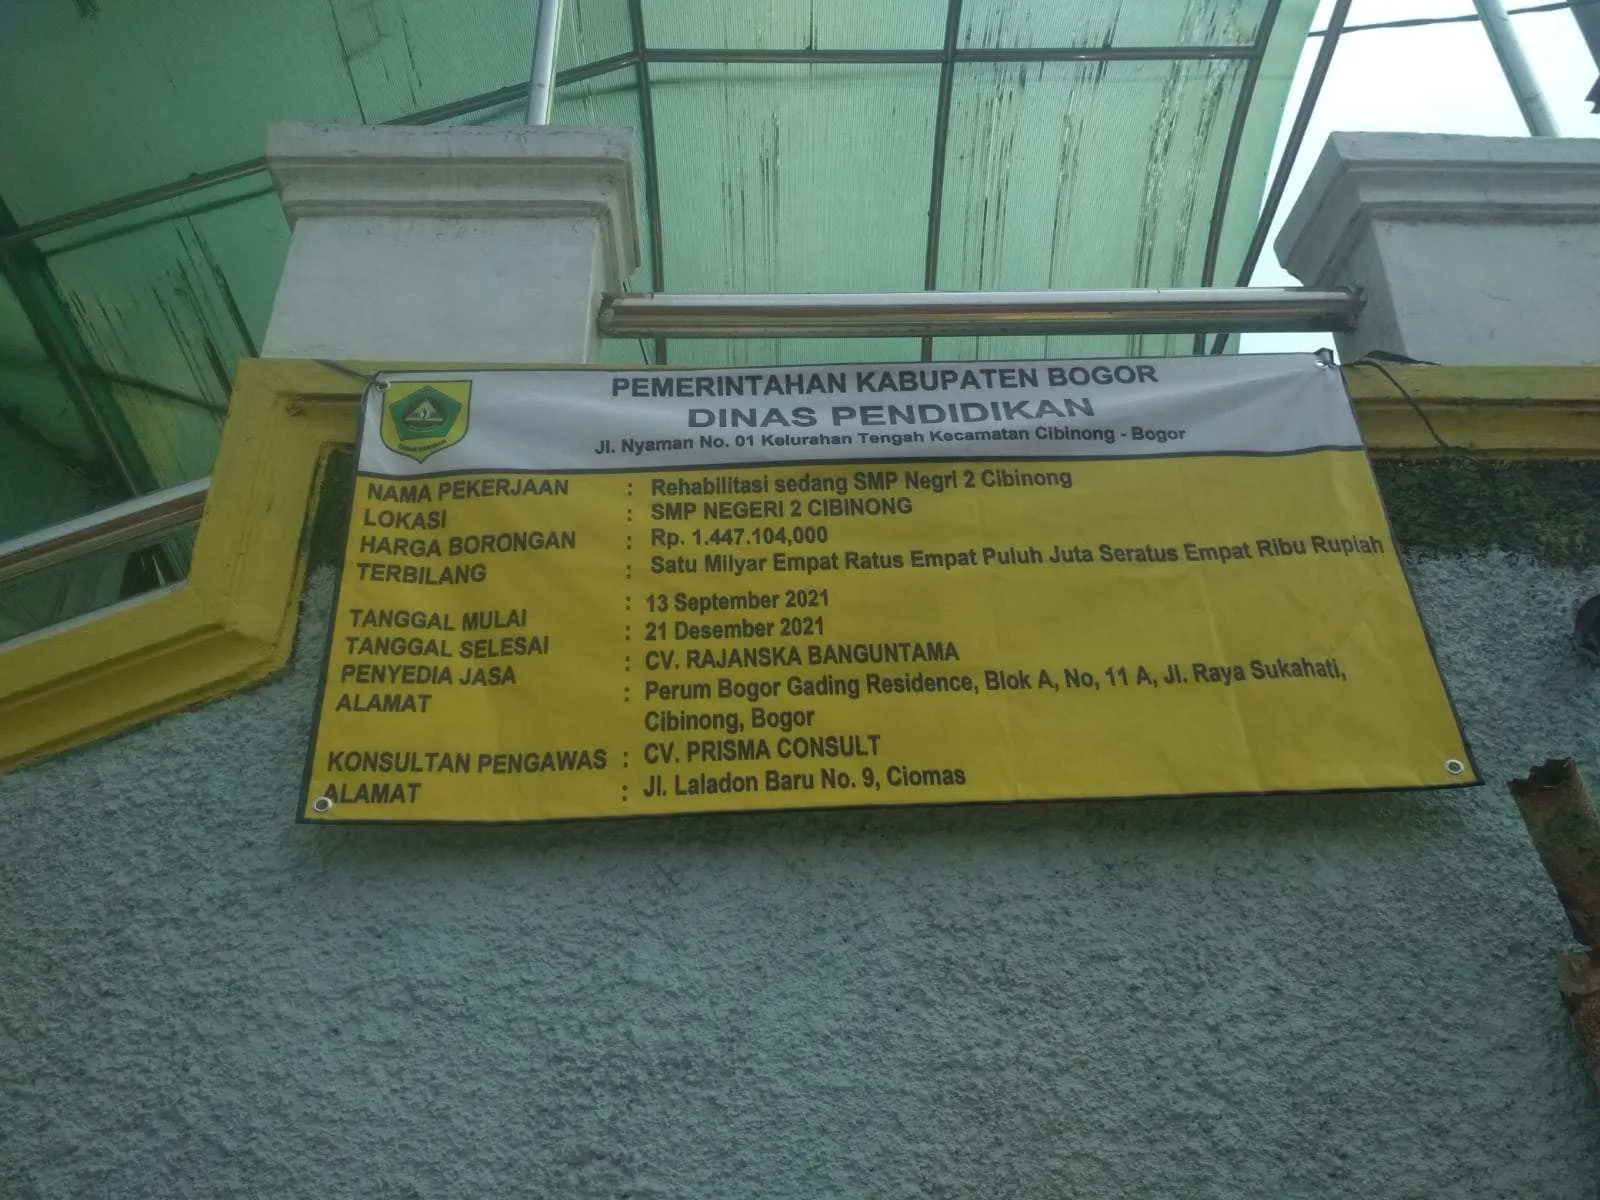 PEMERINTAHAN KABUPATEN BOGOR
DINAS PENDIDIKAN
Jl. Nyaman No. 01 Kelurahan Tengah Kecamatan Cibinong - Bogor
NAMA PEKERJAAN : Rehabilitasi sedang SMP Negri 2 Cibinong
LOKASI : SMP NEGERI 2 CIBINONG
HARGA BORONGAN : Rp. 1.447.104,000
TERBILANG : Satu Milyar Empat Ratus Empat Puluh Juta Seratus Empat Ribu Rupiah
TANGGAL MULAI : 13 September 2021
TANGGAL SELESAI : 21 Desember 2021
PENYEDIA JASA : CV. RAJANSKA BANGUNTAMA
ALAMAT : Perum Bogor Gading Residence, Blok A, No, 11 A, Jl. Raya Sukahati,
Cibinong, Bogor
KONSULTAN PENGAWAS : CV. PRISMA CONSULT
ALAMAT : Jl. Laladon Baru No. 9, Ciomas